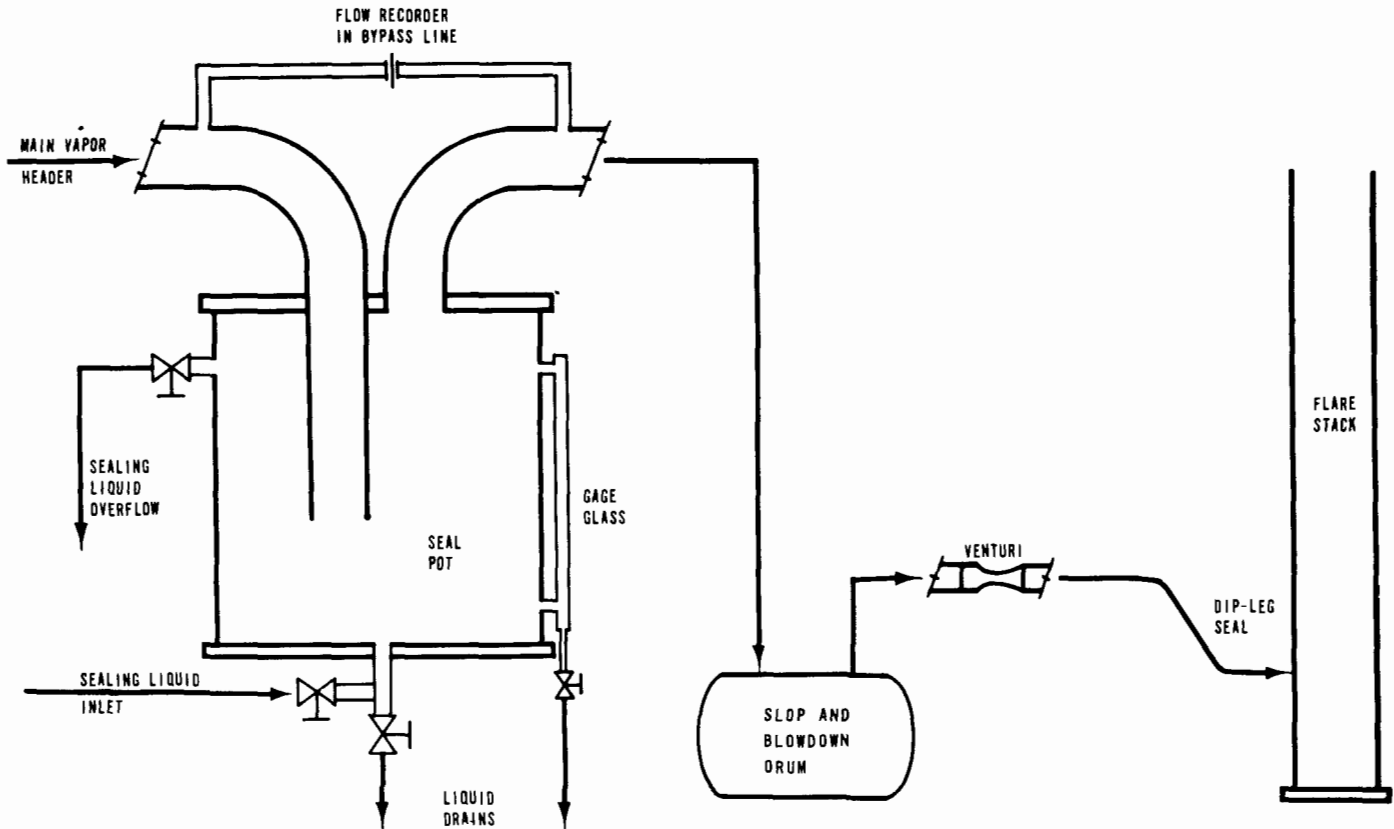 FLOW RECORDER
IN BYPASS LINE
MAIN VAPOR
HEADER
SEALING
LIQUID
OVERFLOW
GAGE
GLASS
SEAL
POT
SEALING LIQUID
INLET
LIQUID
DRAINS
SLOP AND
BLOWDOWN
DRUM
VENTURI
DIP-LEG
SEAL
FLARE
STACK